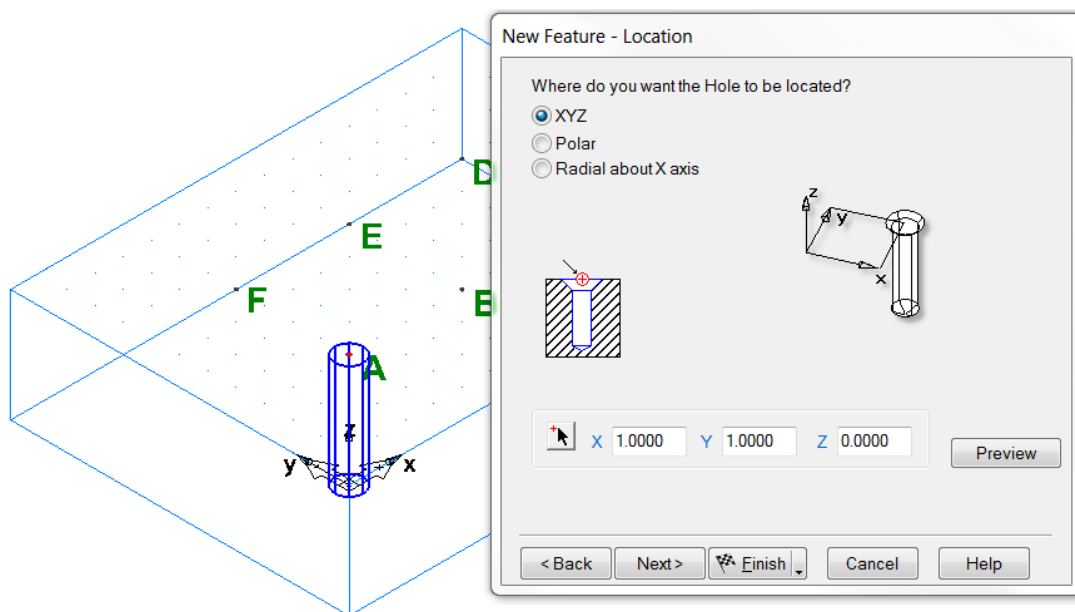 New Feature - Location
Where do you want the Hole to be located?
XYZ
Polar
Radial about X axis
z
y
x
D
E
F
B
A
z
y
x
X 1.0000 Y 1.0000 Z 0.0000
Preview
< Back Next > Finish Cancel Help